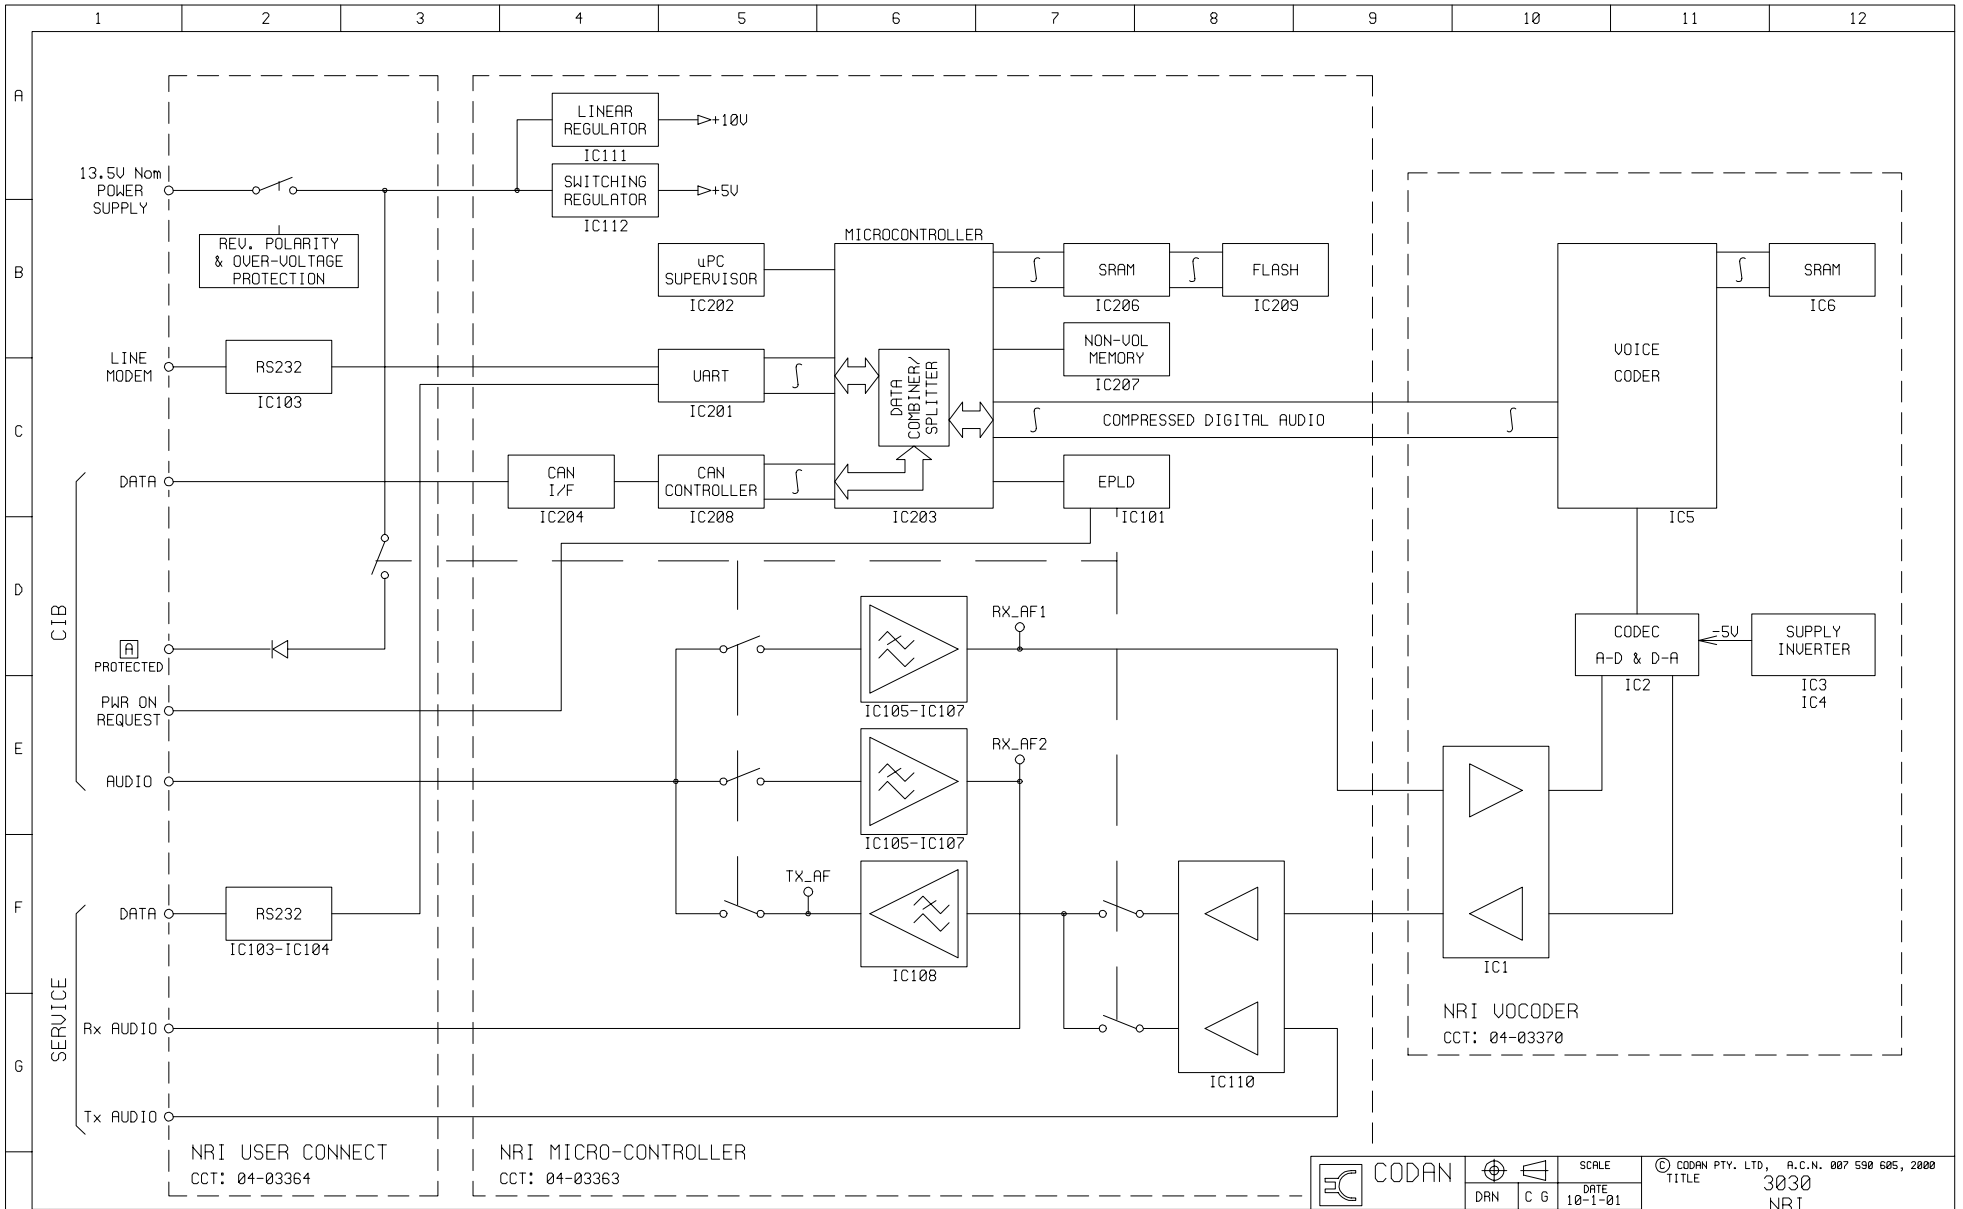 1 2 3 4 5 6 7 8 9 10 11 12
A
B
C
D
E
F
G
13.5V Nom
POWER
SUPPLY
REV. POLARITY
& OVER-VOLTAGE
PROTECTION
LINEAR
REGULATOR
IC111
+10V
SWITCHING
REGULATOR
IC112
+5V
uPC
SUPERVISOR
IC202
MICROCONTROLLER
SRAM
IC206
FLASH
IC209
NON-VOL
MEMORY
IC207
LINE
MODEM
RS232
IC103
UART
IC201
DATA
COMBINER/
SPLITTER
COMPRESSED DIGITAL AUDIO
VOICE
CODER
IC5
SRAM
IC6
CIB
DATA
CAN
I/F
IC204
CAN
CONTROLLER
IC208
IC203
EPLD
IC101
A
PROTECTED
PWR ON
REQUEST
AUDIO
RX_AF1
IC105-IC107
RX_AF2
IC105-IC107
TX_AF
IC108
CODEC
A-D & D-A
IC2
-5V
SUPPLY
INVERTER
IC3
IC4
SERVICE
DATA
RS232
IC103-IC104
Rx AUDIO
Tx AUDIO
IC110
IC1
NRI VOCODER
CCT: 04-03370
NRI USER CONNECT
CCT: 04-03364
NRI MICRO-CONTROLLER
CCT: 04-03363
CODAN
DRN
C G
SCALE
DATE
10-1-01
© CODAN PTY. LTD, A.C.N. 007 590 605, 2000
TITLE
3030
NRI